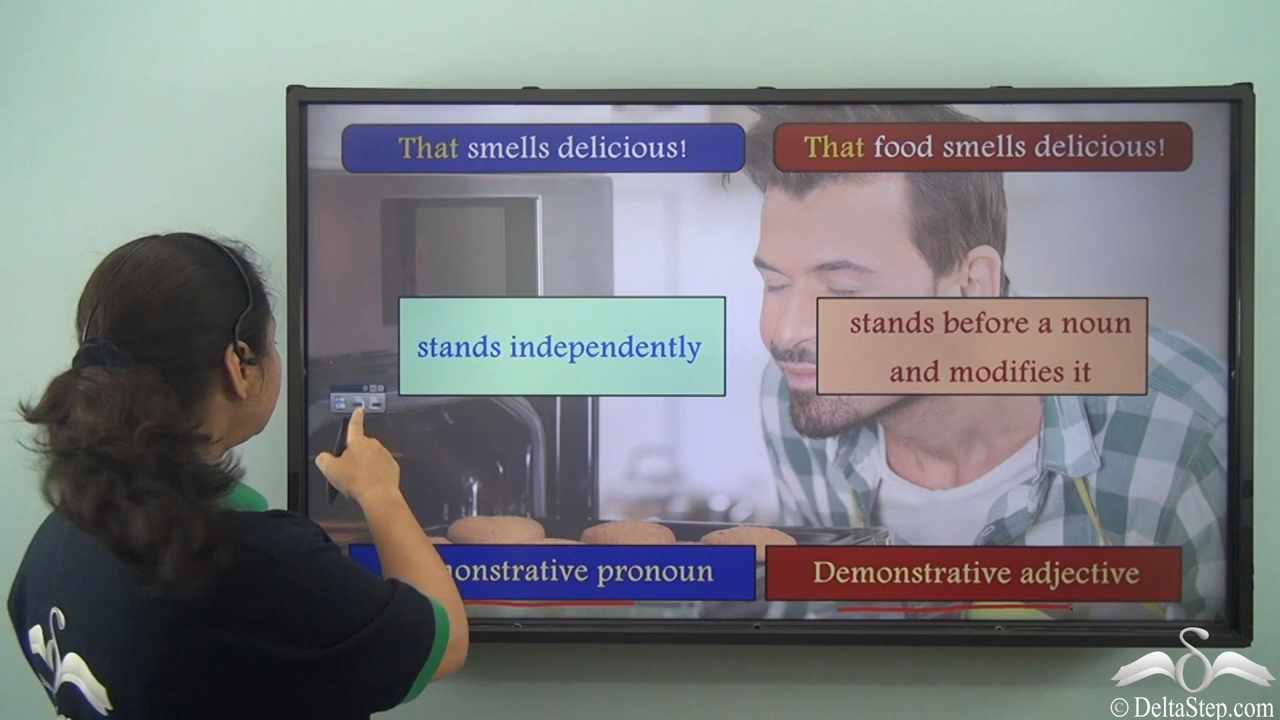 That smells delicious!
That food smells delicious!
stands independently
stands before a noun
and modifies it
monstrative pronoun
Demonstrative adjective
© DeltaStep.com